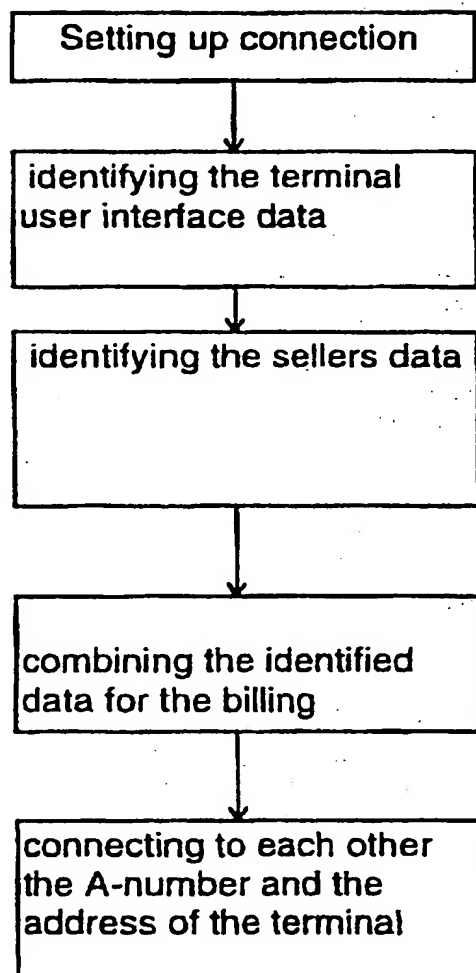 Setting up connection
identifying the terminal
user interface data
identifying the sellers data
combining the identified
data for the billing
connecting to each other
the A-number and the
address of the terminal